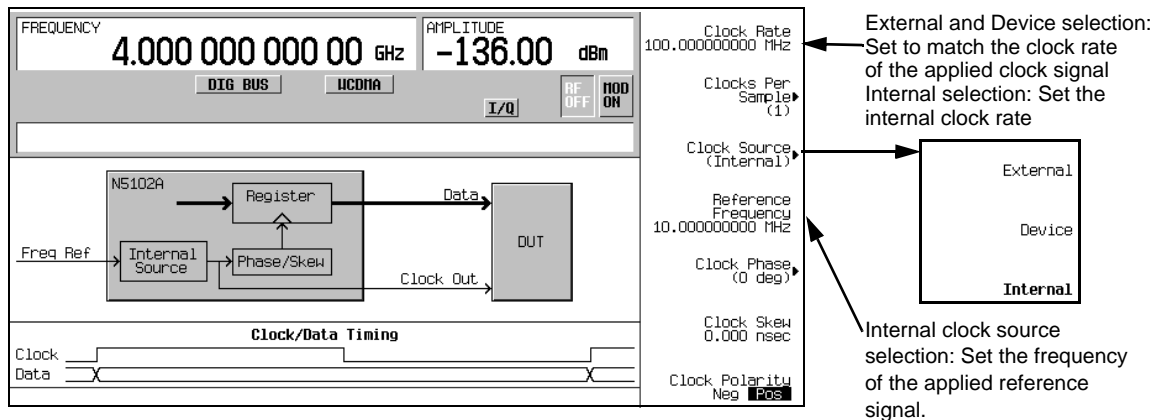 FREQUENCY
4.000 000 000 00 GHz
AMPLITUDE
-136.00 dBm
DIG BUS
WCDMA
I/Q
RF OFF
MOD ON
N5102A
Register
Data
DUT
Freq Ref
Internal Source
Phase/Skew
Clock Out
Clock/Data Timing
Clock
Data
Clock Rate
100.000000000 MHz
Clocks Per
Sample
(1)
Clock Source
(Internal)
Reference
Frequency
10.000000000 MHz
Clock Phase
(0 deg)
Clock Skew
0.000 nsec
Clock Polarity
Neg Pos
External and Device selection:
Set to match the clock rate
of the applied clock signal
Internal selection: Set the
internal clock rate
External
Device
Internal
Internal clock source
selection: Set the frequency
of the applied reference
signal.